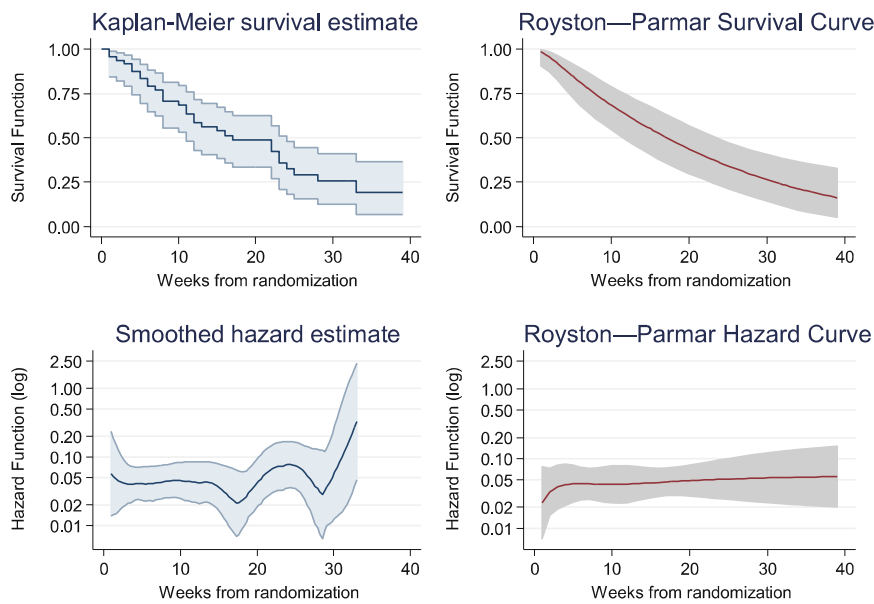 Kaplan-Meier survival estimate
Survival Function
1.00
0.75
0.50
0.25
0.00
0 10 20 30 40
Weeks from randomization
Royston—Parmar Survival Curve
Survival Function
1.00
0.75
0.50
0.25
0.00
0 10 20 30 40
Weeks from randomization
Smoothed hazard estimate
Hazard Function (log)
2.50
1.00
0.50
0.20
0.10
0.05
0.01
0 10 20 30 40
Weeks from randomization
Royston—Parmar Hazard Curve
Hazard Function (log)
2.50
1.00
0.50
0.20
0.10
0.05
0.01
0 10 20 30 40
Weeks from randomization